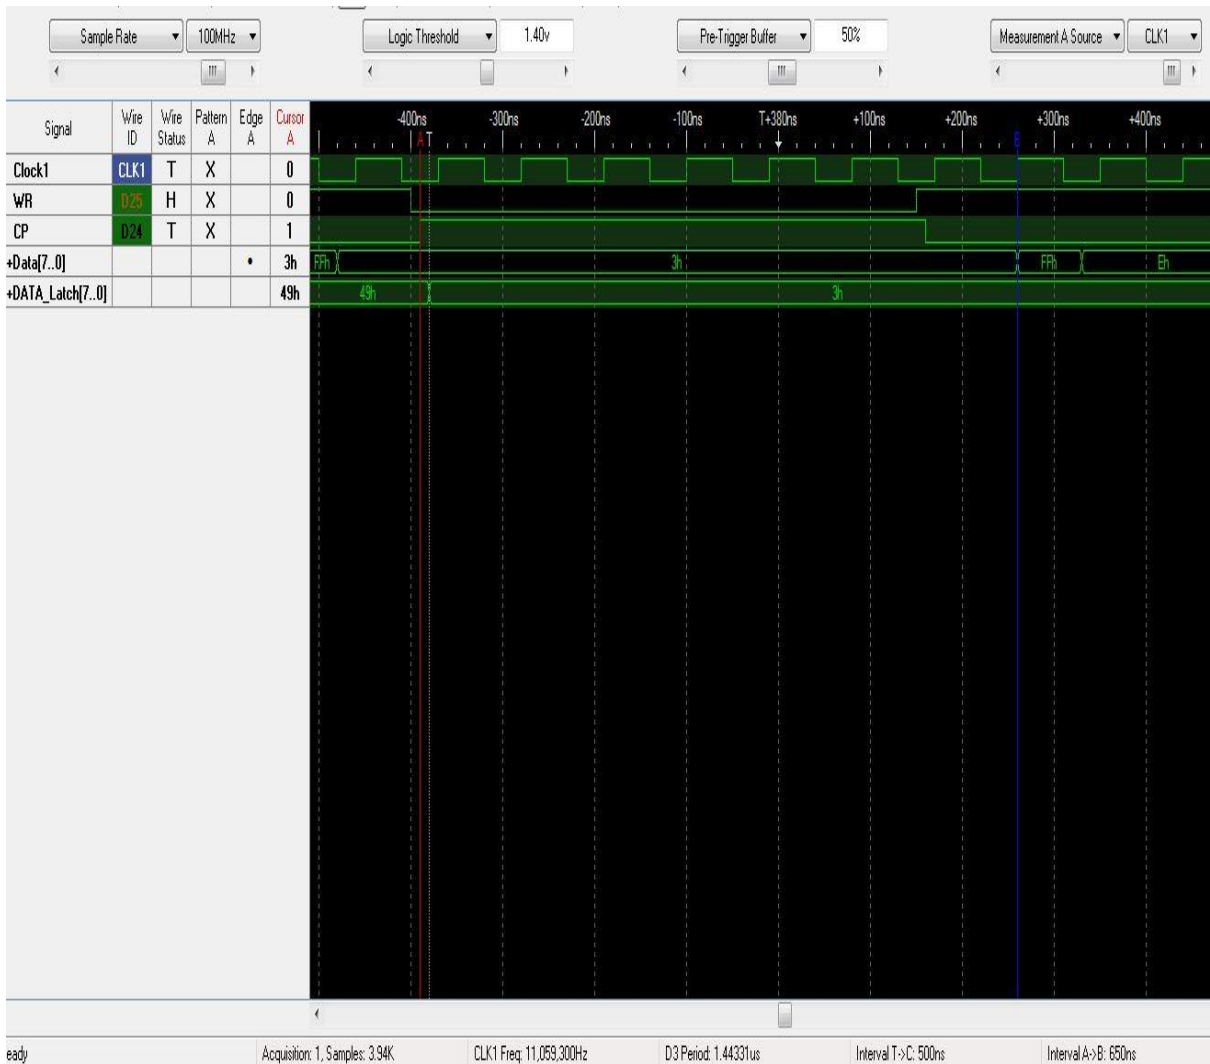 Sample Rate 100MHz Logic Threshold 1.40v Pre-Trigger Buffer 50% Measurement A Source CLK1
Signal Wire ID Wire Status Pattern A Edge A Cursor A
-400ns -300ns -200ns -100ns T+380ns +100ns +200ns +300ns +400ns
A T B
Clock1 CLK1 T X 0
WR D25 H X 0
CP D24 T X 1
+Data[7..0] • 3h FFh 3h FFh Eh
+DATA_Latch[7..0] 49h 49h 3h
eady Acquisition: 1, Samples: 3.94K CLK1 Freq: 11,059,300Hz D3 Period: 1.44331us Interval T->C: 500ns Interval A->B: 650ns